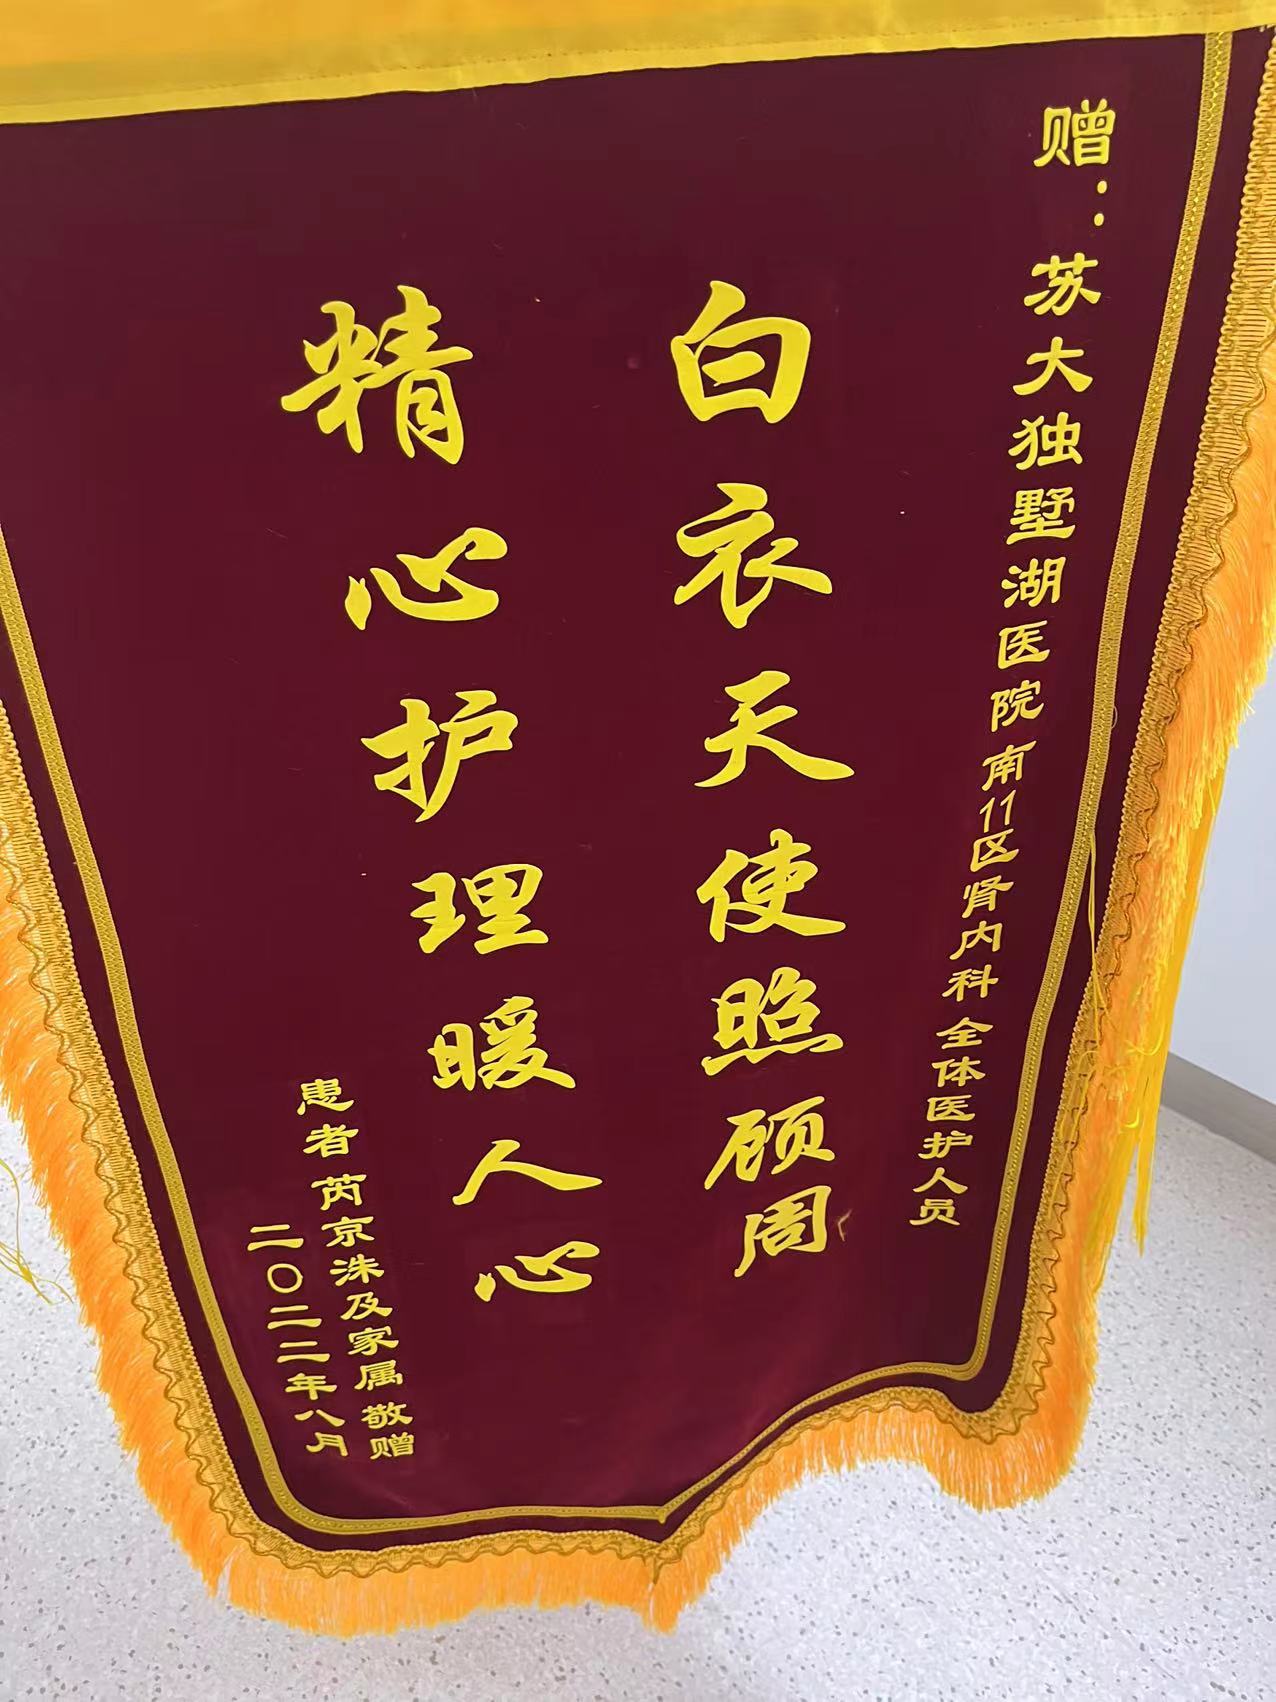 赠：苏大独墅湖医院南11区肾内科全体医护人员
白衣天使照顾周
精心护理暖人心
患者芮京洙及家属敬赠
二〇二二年八月